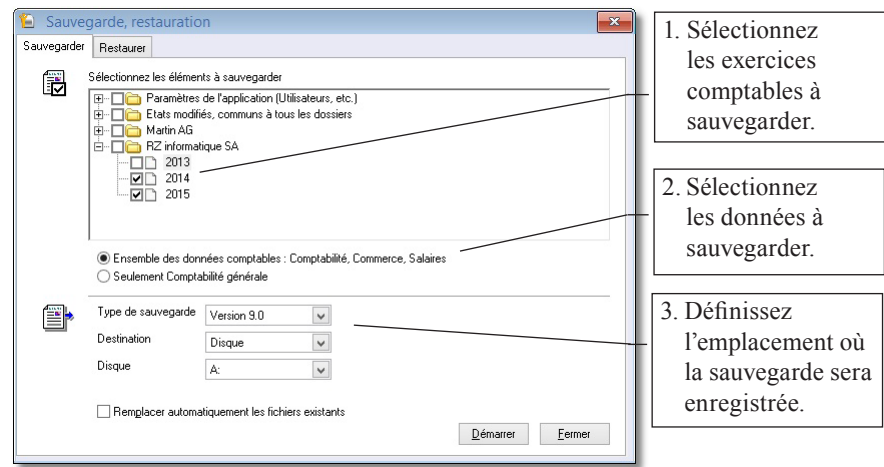 Sauvegarde, restauration
Sauvegarder Restaurer
Sélectionnez les éléments à sauvegarder
Paramètres de l'application (Utilisateurs, etc.)
Etats modifiés, communs à tous les dossiers
Martin AG
RZ informatique SA
2013
2014
2015
Ensemble des données comptables : Comptabilité, Commerce, Salaires
Seulement Comptabilité générale
Type de sauvegarde Version 9.0
Destination Disque
Disque A:
Remplacer automatiquement les fichiers existants
Démarrer Fermer
1. Sélectionnez
les exercices
comptables à
sauvegarder.
2. Sélectionnez
les données à
sauvegarder.
3. Définissez
l’emplacement où
la sauvegarde sera
enregistrée.